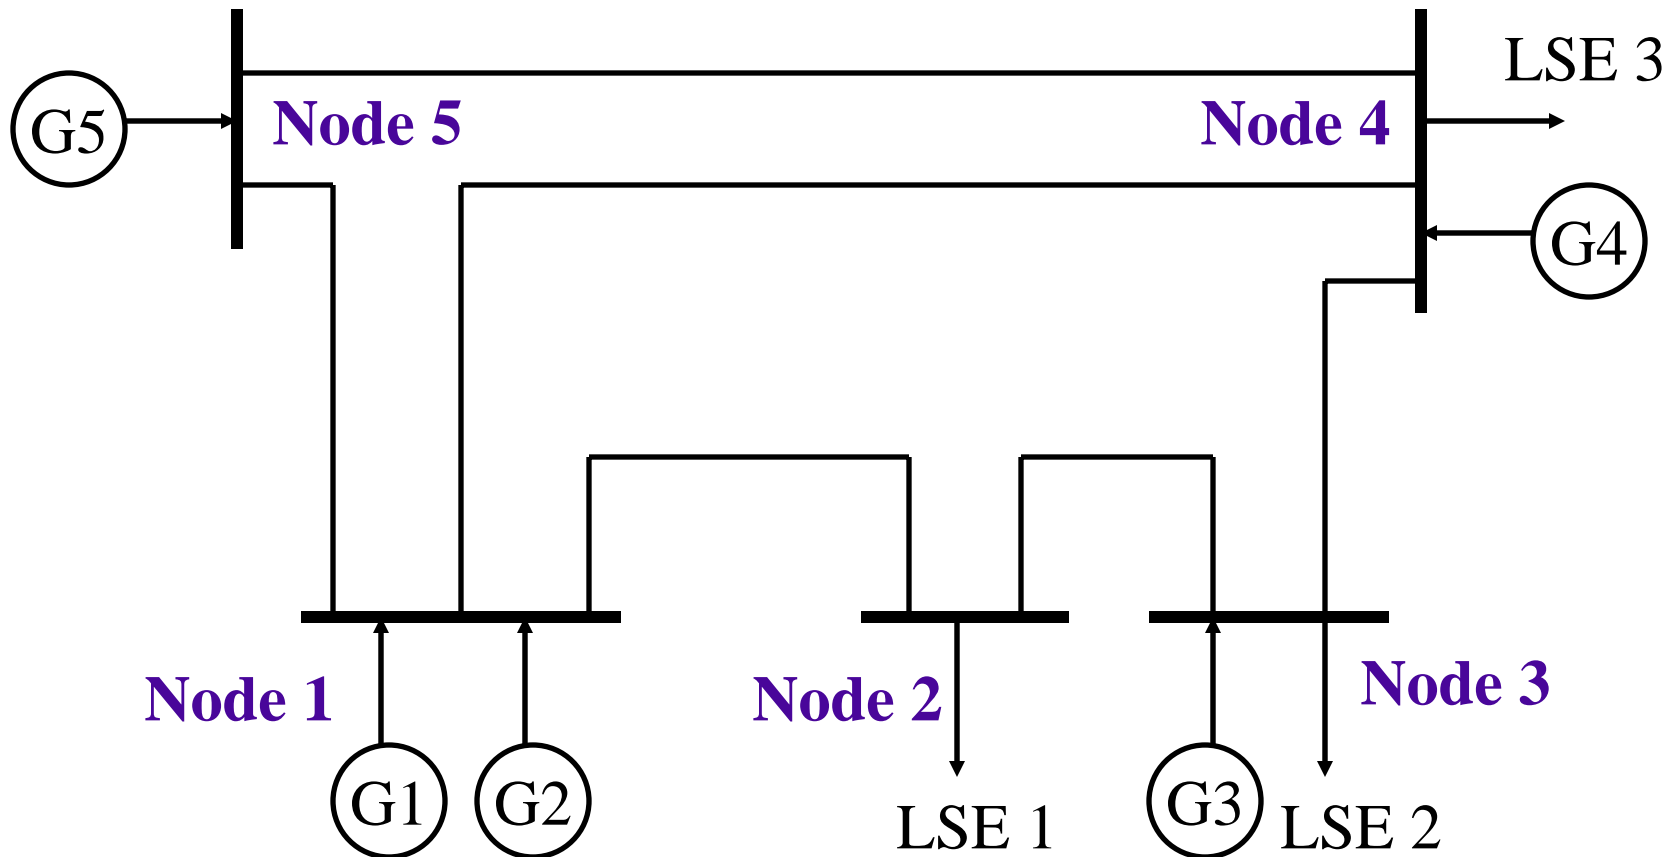 LSE 3
G5
Node 5
Node 4
G4
Node 1
Node 2
Node 3
G1
G2
LSE 1
G3
LSE 2